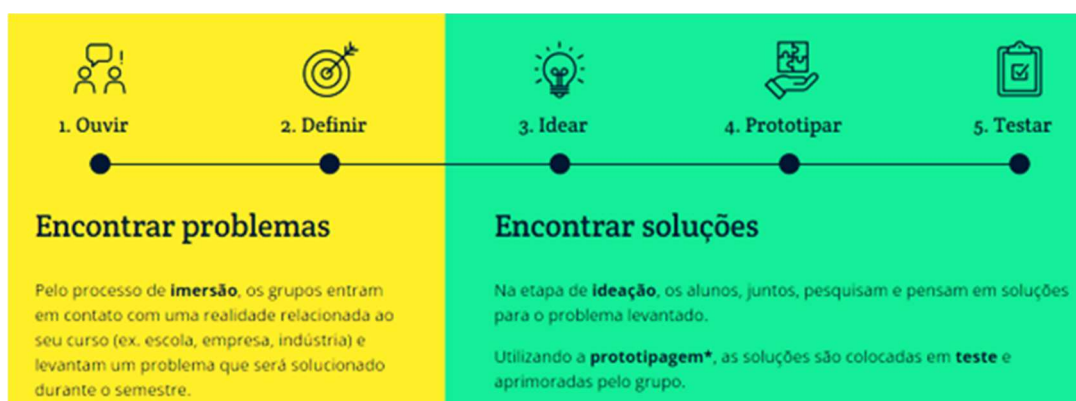 1. Ouvir
2. Definir
3. Idear
4. Prototipar
5. Testar
Encontrar problemas
Pelo processo de imersão, os grupos entram
em contato com uma realidade relacionada ao
seu curso (ex. escola, empresa, indústria) e
levantam um problema que será solucionado
durante o semestre.
Encontrar soluções
Na etapa de ideação, os alunos, juntos, pesquisam e pensam em soluções
para o problema levantado.
Utilizando a prototipagem*, as soluções são colocadas em teste e
aprimoradas pelo grupo.